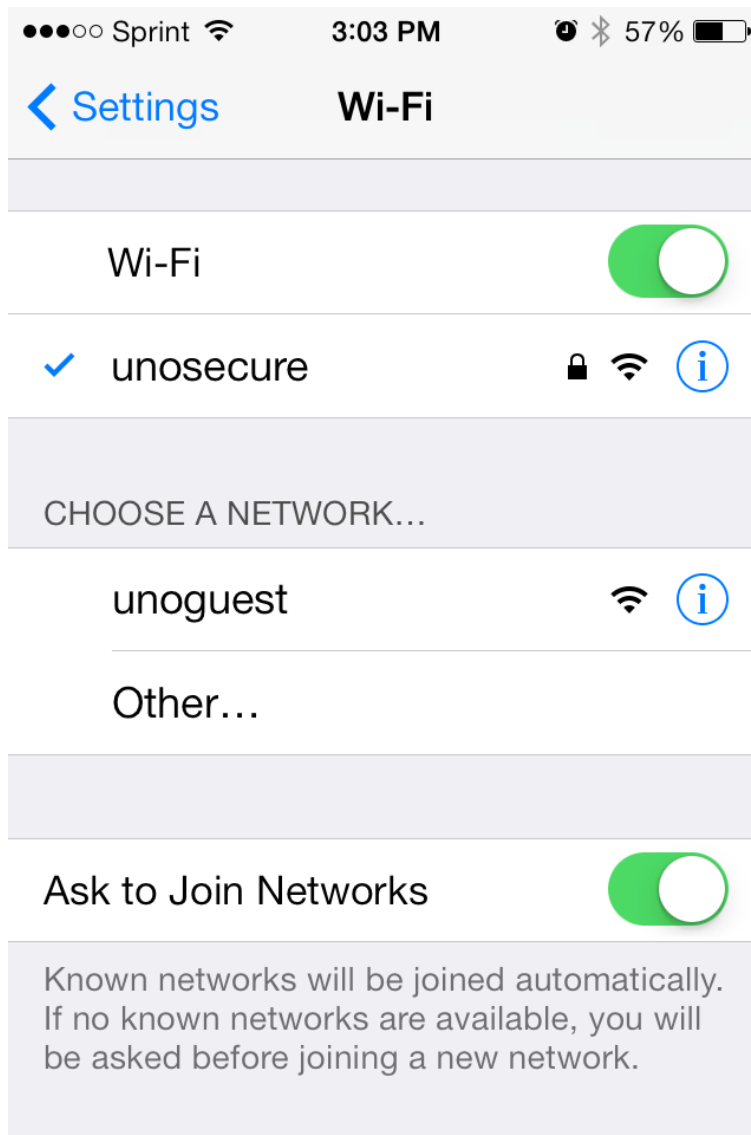 Sprint 3:03 PM 57%
Settings Wi-Fi
Wi-Fi
unosecure
CHOOSE A NETWORK...
unoguest
Other...
Ask to Join Networks
Known networks will be joined automatically.
If no known networks are available, you will
be asked before joining a new network.